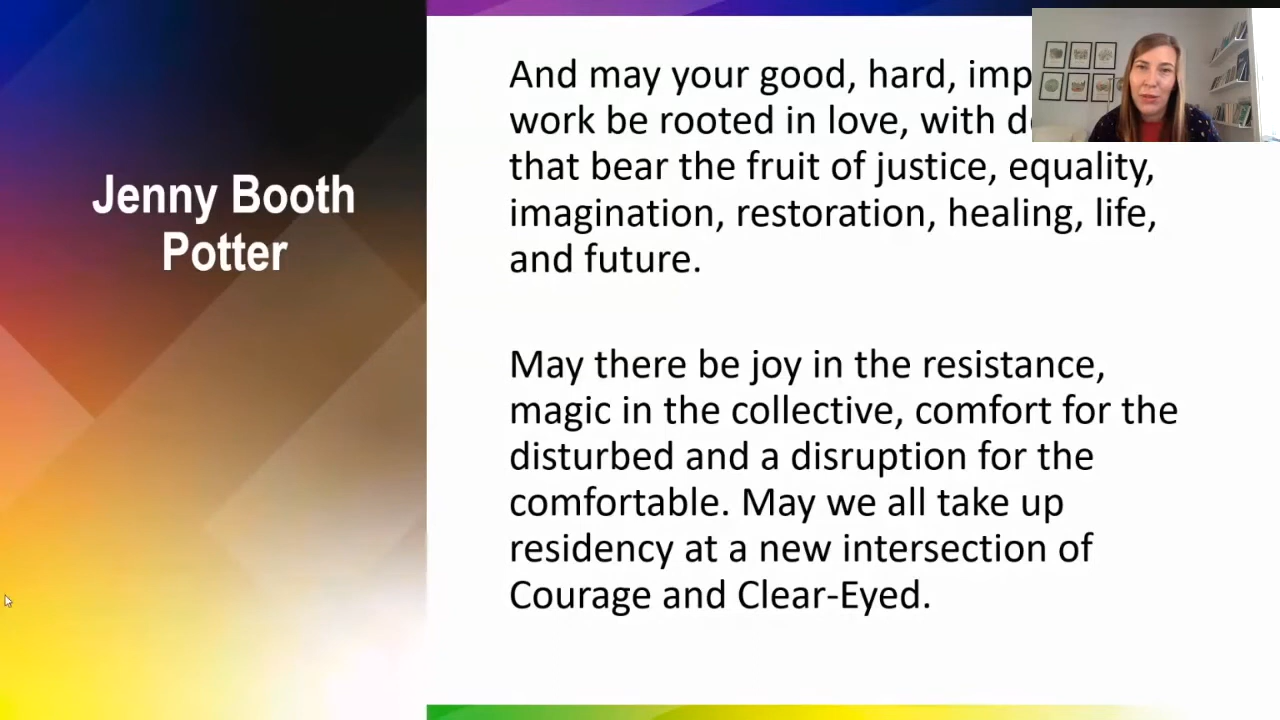 Jenny Booth
Potter
And may your good, hard,
work be rooted in love, with
that bear the fruit of justice, equality,
imagination, restoration, healing, life,
and future.
May there be joy in the resistance,
magic in the collective, comfort for the
disturbed and a disruption for the
comfortable. May we all take up
residency at a new intersection of
Courage and Clear-Eyed.